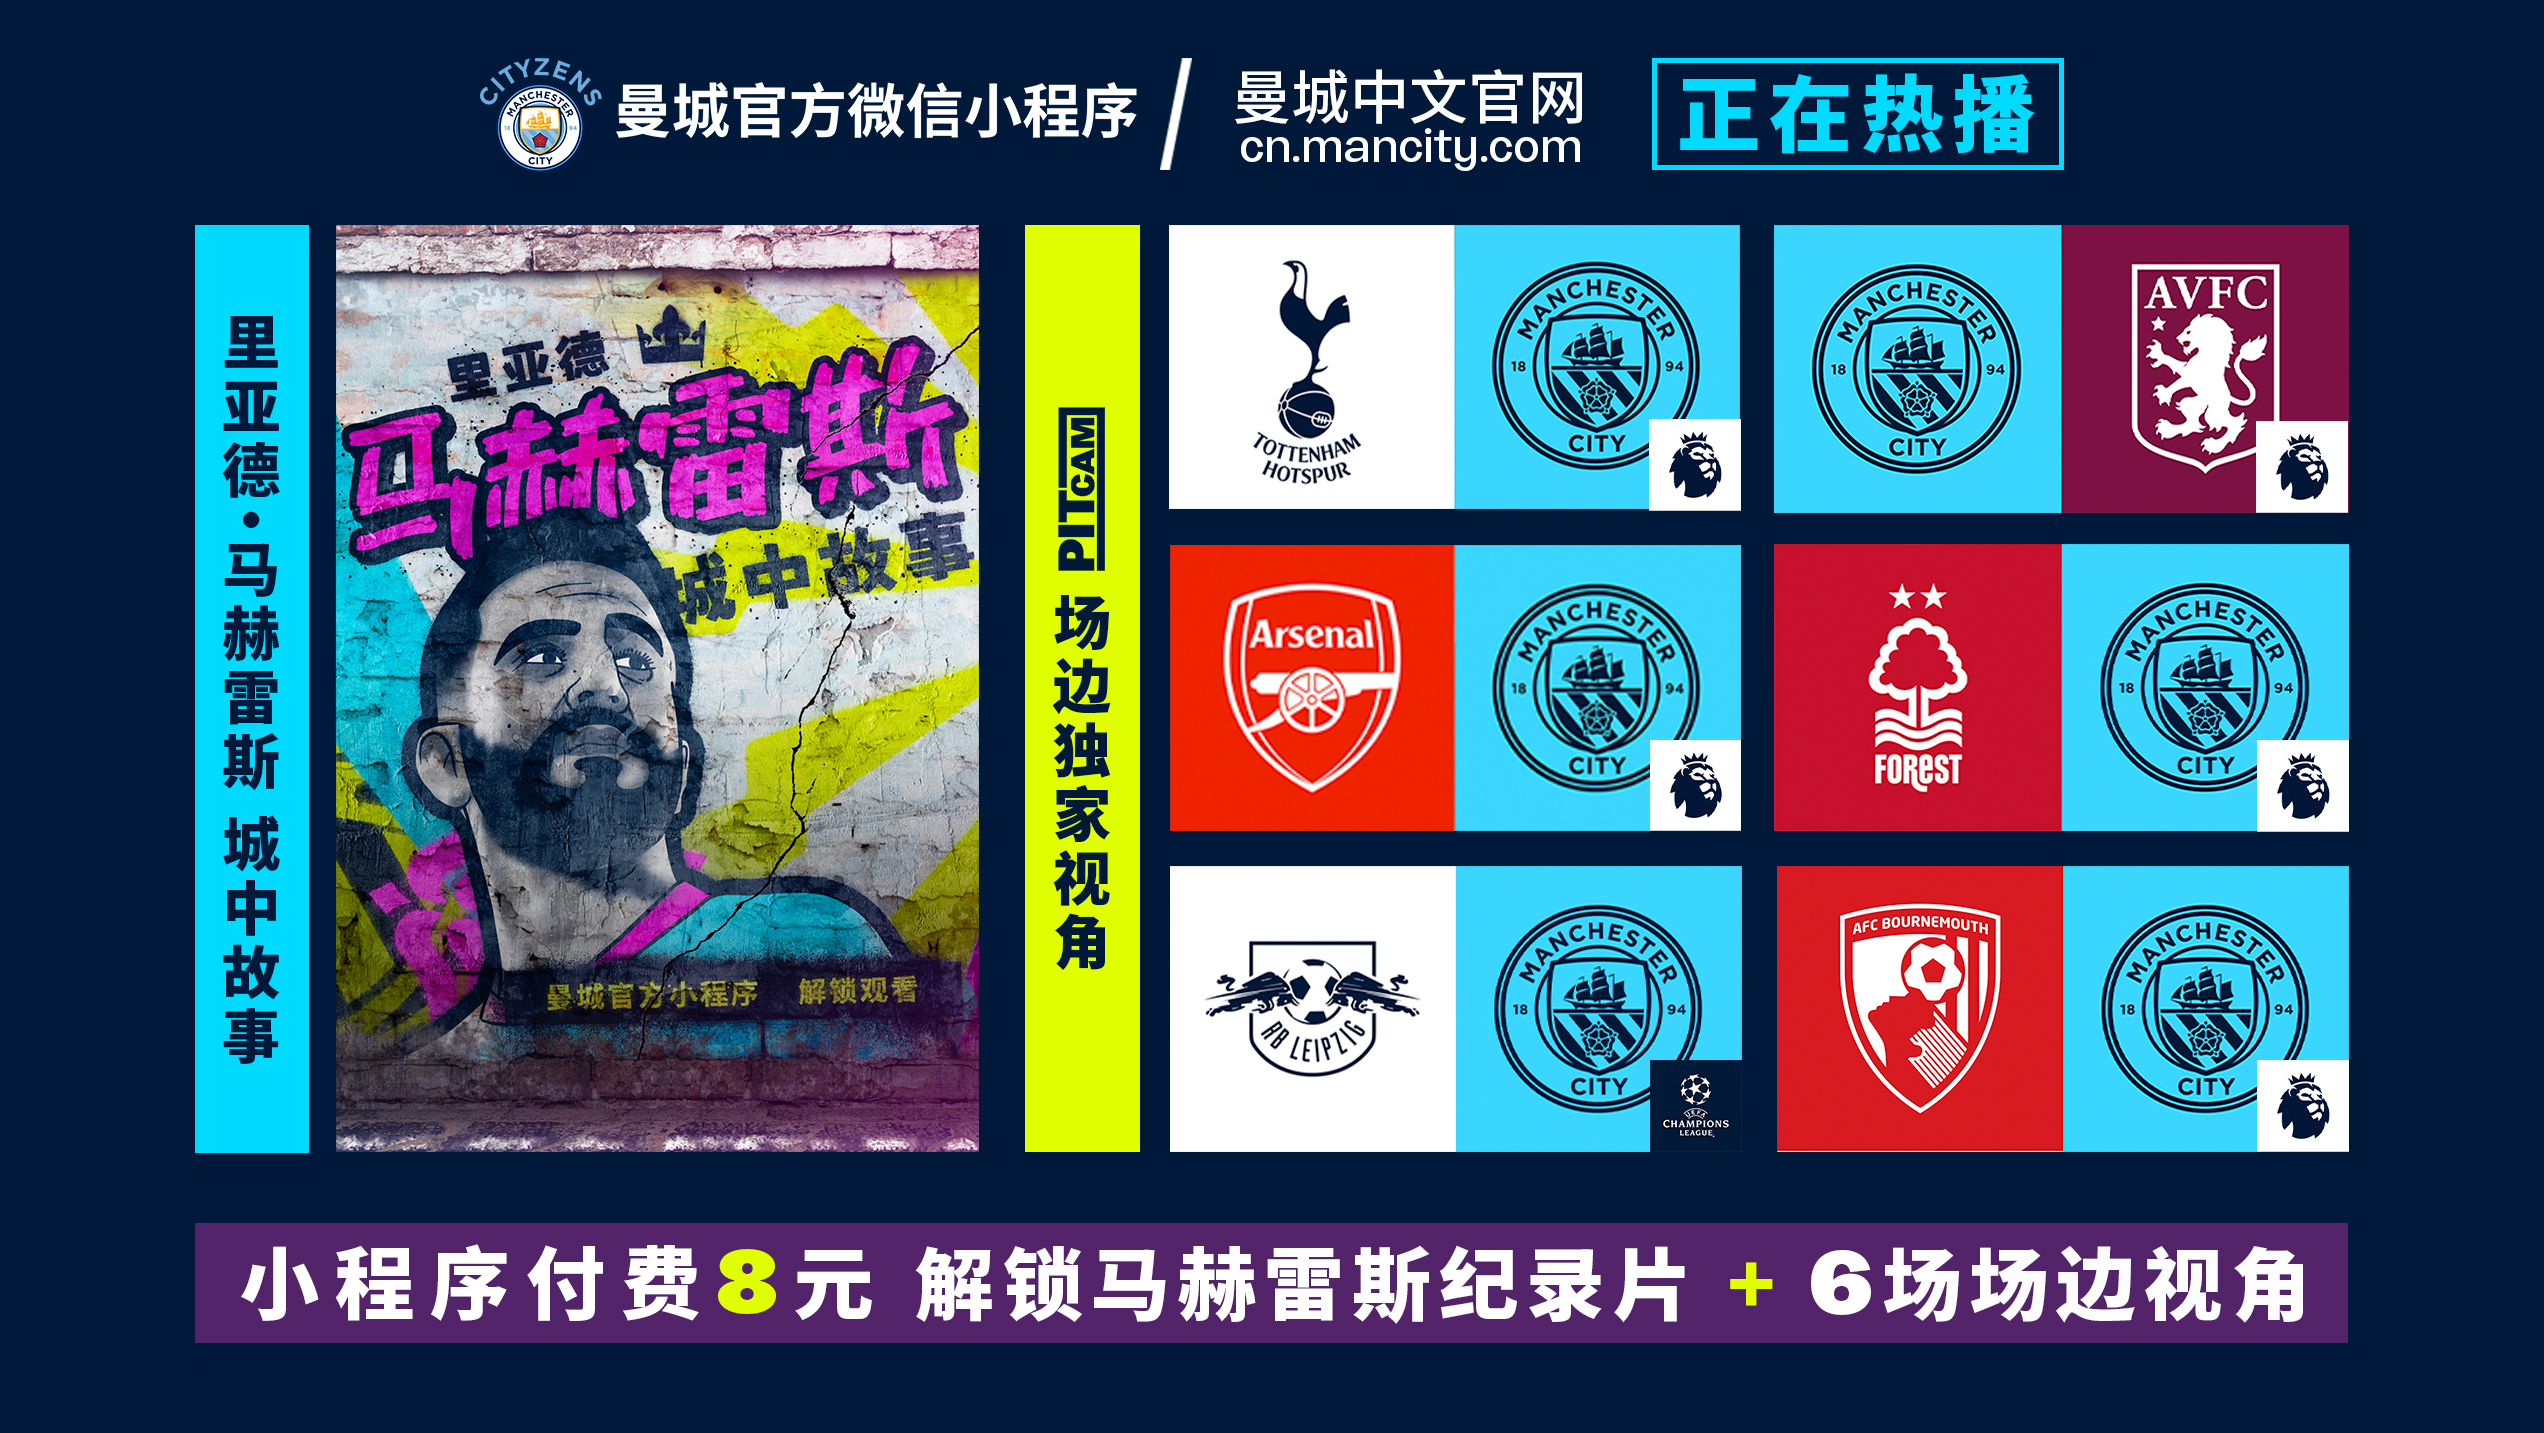 CITYZENS
MANCHESTER
18 94
CITY
曼城官方微信小程序
曼城中文官网
cn.mancity.com
正在热播
里亚德·马赫雷斯 城中故事
里亚德
马赫雷斯
城中故事
曼城官方小程序 解锁观看
PITCAM 场边独家视角
TOTTENHAM
HOTSPUR
MANCHESTER
18 94
CITY
MANCHESTER
18 94
CITY
AVFC
Arsenal
MANCHESTER
18 94
CITY
FOREST
MANCHESTER
18 94
CITY
RB LEIPZIG
MANCHESTER
18 94
CITY
UEFA
CHAMPIONS
LEAGUE
AFC BOURNEMOUTH
MANCHESTER
18 94
CITY
小程序付费8元 解锁马赫雷斯纪录片 + 6场场边视角